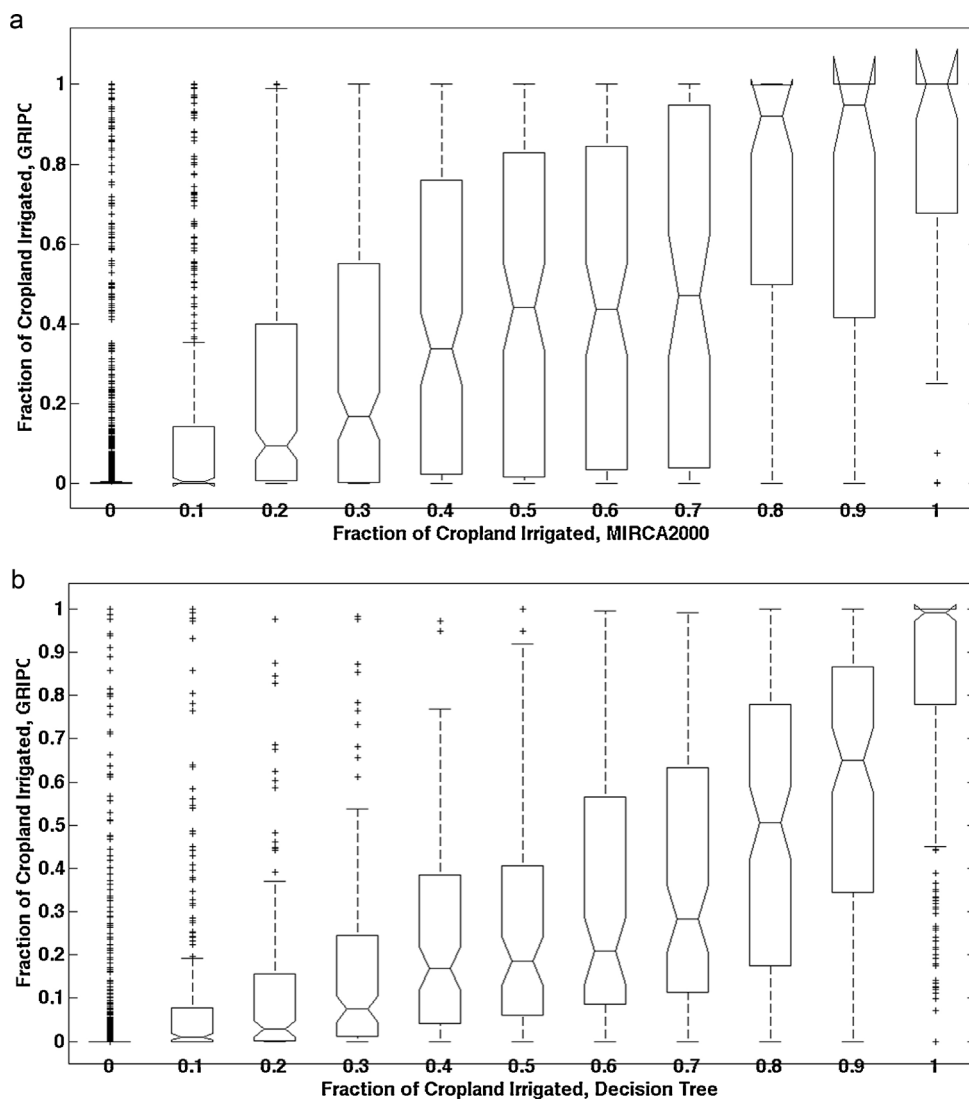 a
Fraction of Cropland Irrigated, GRIPC
1
0.8
0.6
0.4
0.2
0
0 0.1 0.2 0.3 0.4 0.5 0.6 0.7 0.8 0.9 1
Fraction of Cropland Irrigated, MIRCA2000
b
Fraction of Cropland Irrigated, GRIPC
1
0.9
0.8
0.7
0.6
0.5
0.4
0.3
0.2
0.1
0
0 0.1 0.2 0.3 0.4 0.5 0.6 0.7 0.8 0.9 1
Fraction of Cropland Irrigated, Decision Tree